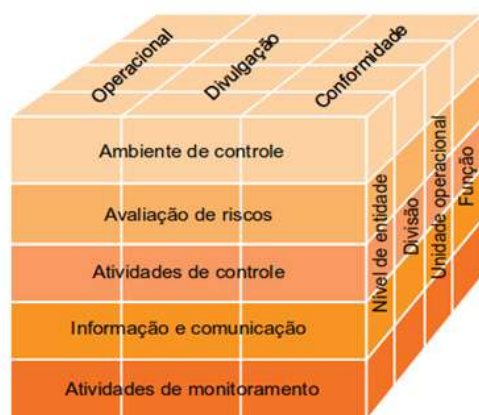 Operacional
Divulgação
Conformidade
Ambiente de controle
Avaliação de riscos
Atividades de controle
Informação e comunicação
Atividades de monitoramento
Nível de entidade
Divisão
Unidade operacional
Função